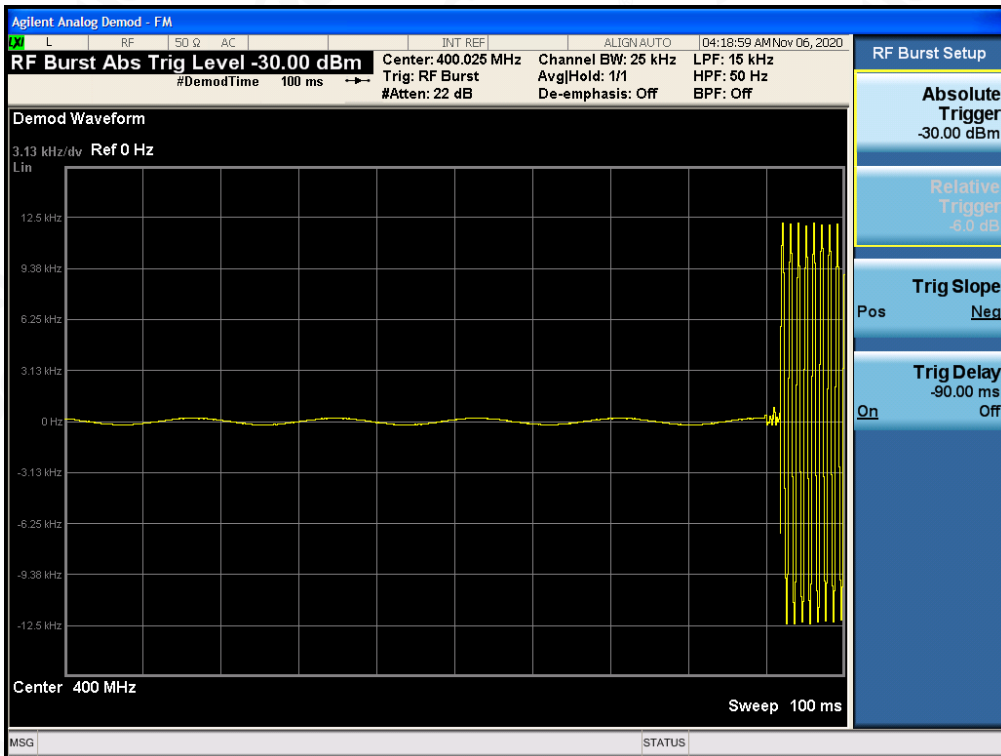 Agilent Analog Demod - FM
LXI L RF 50 Ω AC INT REF ALIGN AUTO 04:18:59 AM Nov 06, 2020
RF Burst Abs Trig Level -30.00 dBm
#DemodTime 100 ms
Center: 400.025 MHz
Trig: RF Burst
#Atten: 22 dB
Channel BW: 25 kHz
Avg|Hold: 1/1
De-emphasis: Off
LPF: 15 kHz
HPF: 50 Hz
BPF: Off
Demod Waveform
3.13 kHz/dv Ref 0 Hz
Lin
12.5 kHz
9.38 kHz
6.25 kHz
3.13 kHz
0 Hz
-3.13 kHz
-6.25 kHz
-9.38 kHz
-12.5 kHz
Center 400 MHz
Sweep 100 ms
MSG STATUS
RF Burst Setup
Absolute
Trigger
-30.00 dBm
Relative
Trigger
-6.0 dB
Trig Slope
Pos Neg
Trig Delay
-90.00 ms
On Off